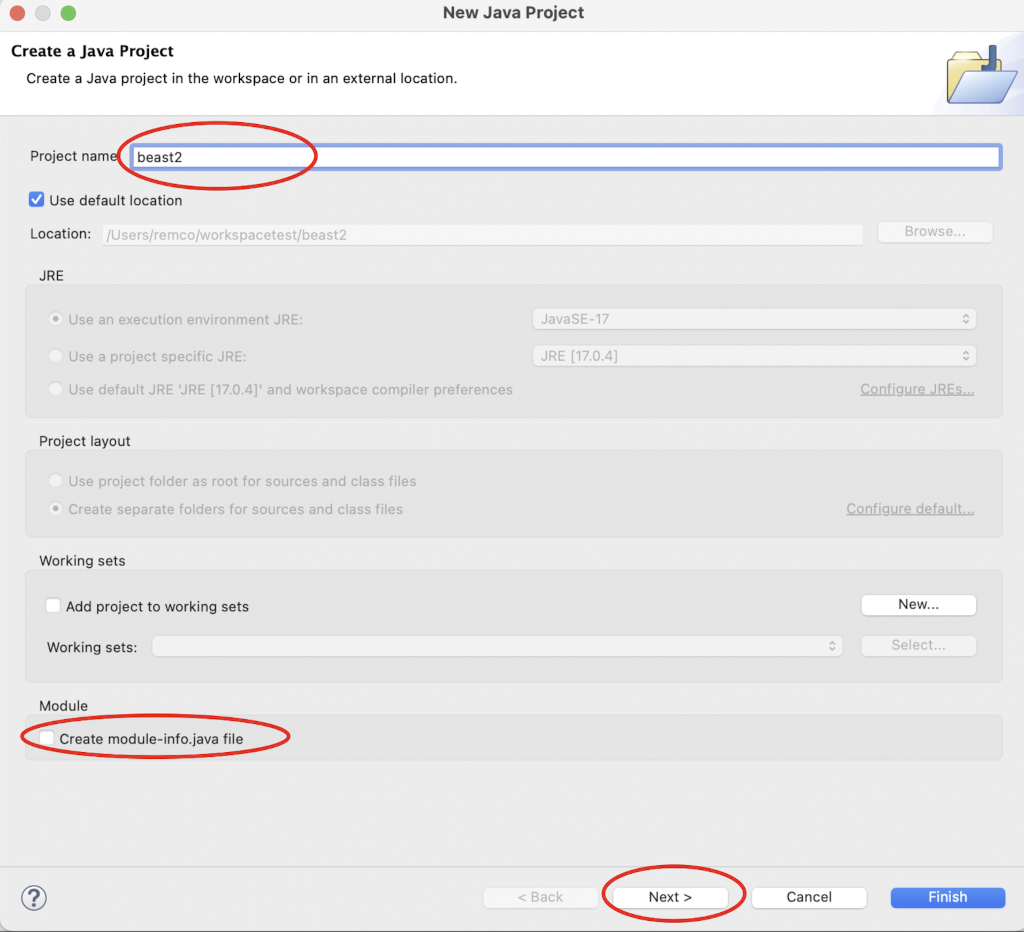 New Java Project
Create a Java Project
Create a Java project in the workspace or in an external location.
Project name
beast2
Use default location
Location: /Users/remco/workspacetest/beast2 Browse...
JRE
Use an execution environment JRE: JavaSE-17
Use a project specific JRE: JRE [17.0.4]
Use default JRE 'JRE [17.0.4]' and workspace compiler preferences Configure JREs...
Project layout
Use project folder as root for sources and class files
Create separate folders for sources and class files Configure default...
Working sets
Add project to working sets New...
Working sets: Select...
Module
Create module-info.java file
? < Back Next > Cancel Finish